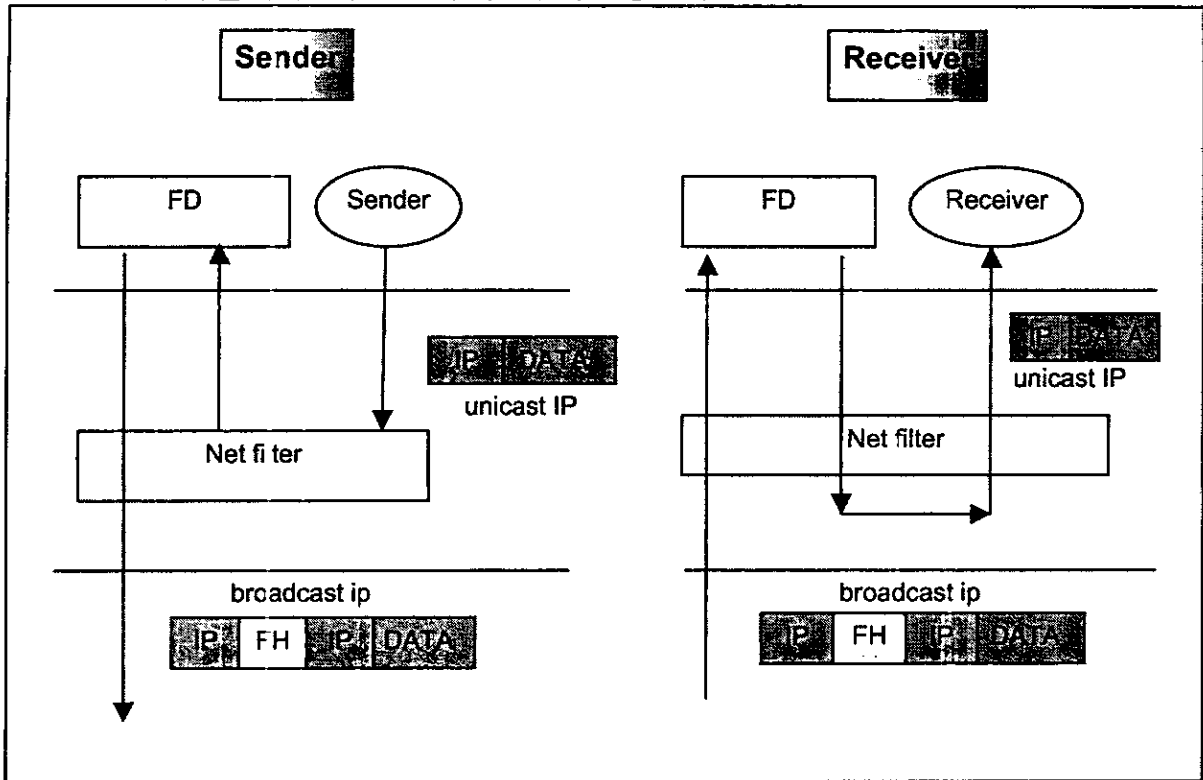 Sender
Receiver
FD
Sender
FD
Receiver
IP DATA
unicast IP
IP DATA
unicast IP
Net fi ter
Net filter
broadcast ip
IP FH IP DATA
broadcast ip
IP FH IP DATA